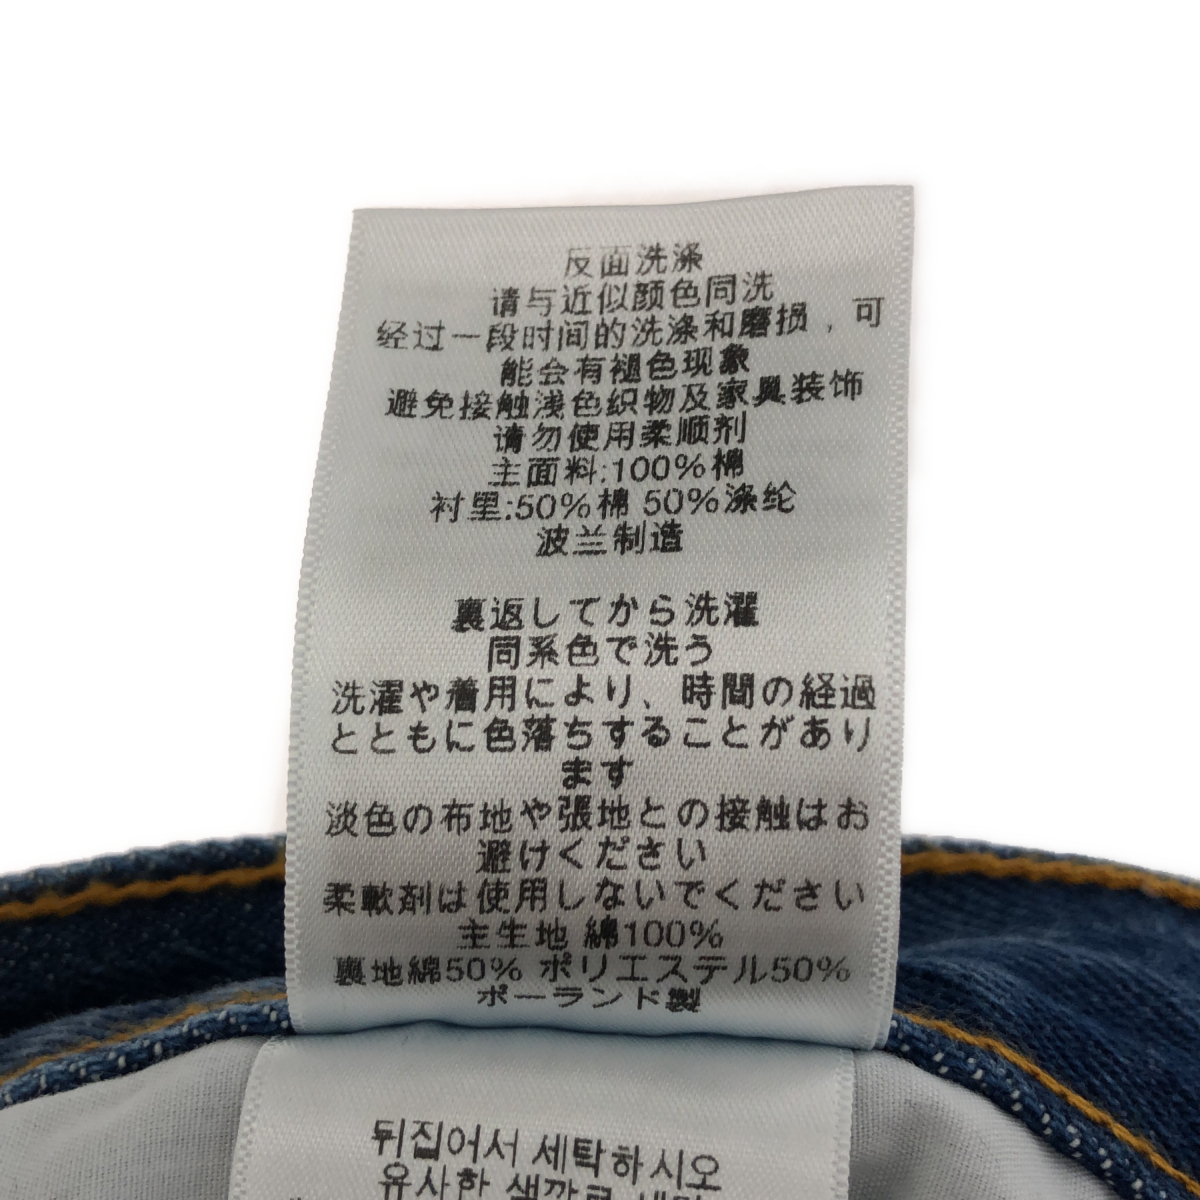 反面洗涤
请与近似颜色同洗
经过一段时间的洗涤和磨损，可
能会有褪色现象
避免接触浅色织物及家具装饰
请勿使用柔顺剂
主面料:100%棉
衬里:50%棉 50%涤纶
波兰制造
裏返してから洗濯
同系色で洗う
洗濯や着用により、時間の経過
とともに色落ちすることがあり
ます
淡色の布地や張地との接触はお
避けください
柔軟剤は使用しないでください
主生地 綿100%
裏地綿50% ポリエステル50%
ポーランド製
뒤집어서 세탁하시오
유사한 색깔로